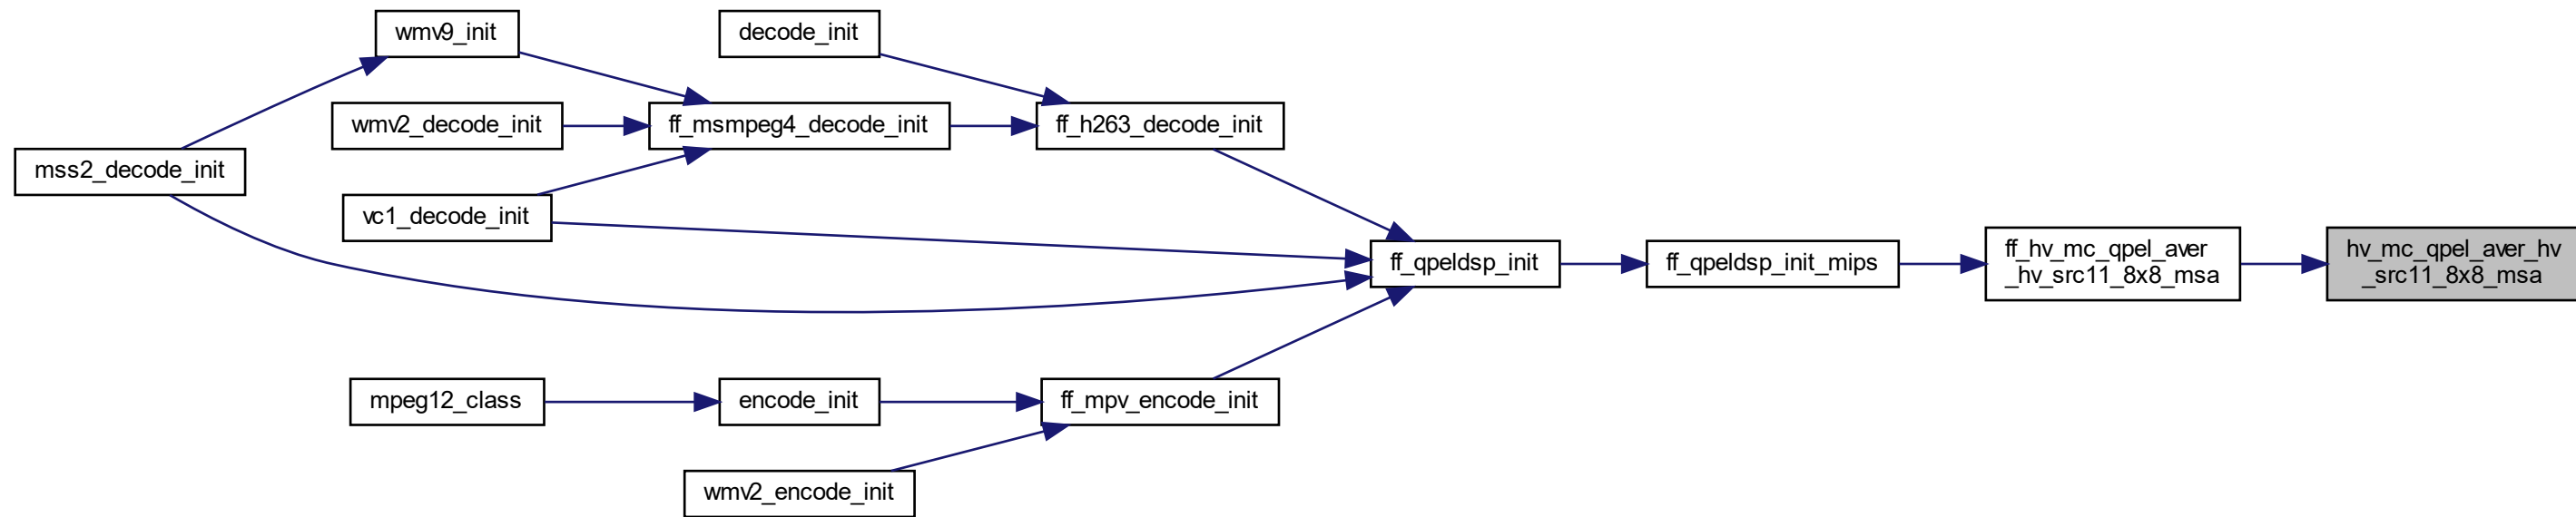 wmv9_init
decode_init
wmv2_decode_init
ff_msmpeg4_decode_init
ff_h263_decode_init
mss2_decode_init
vc1_decode_init
ff_qpeldsp_init
ff_qpeldsp_init_mips
ff_hv_mc_qpel_aver
_hv_src11_8x8_msa
hv_mc_qpel_aver_hv
_src11_8x8_msa
mpeg12_class
encode_init
ff_mpv_encode_init
wmv2_encode_init